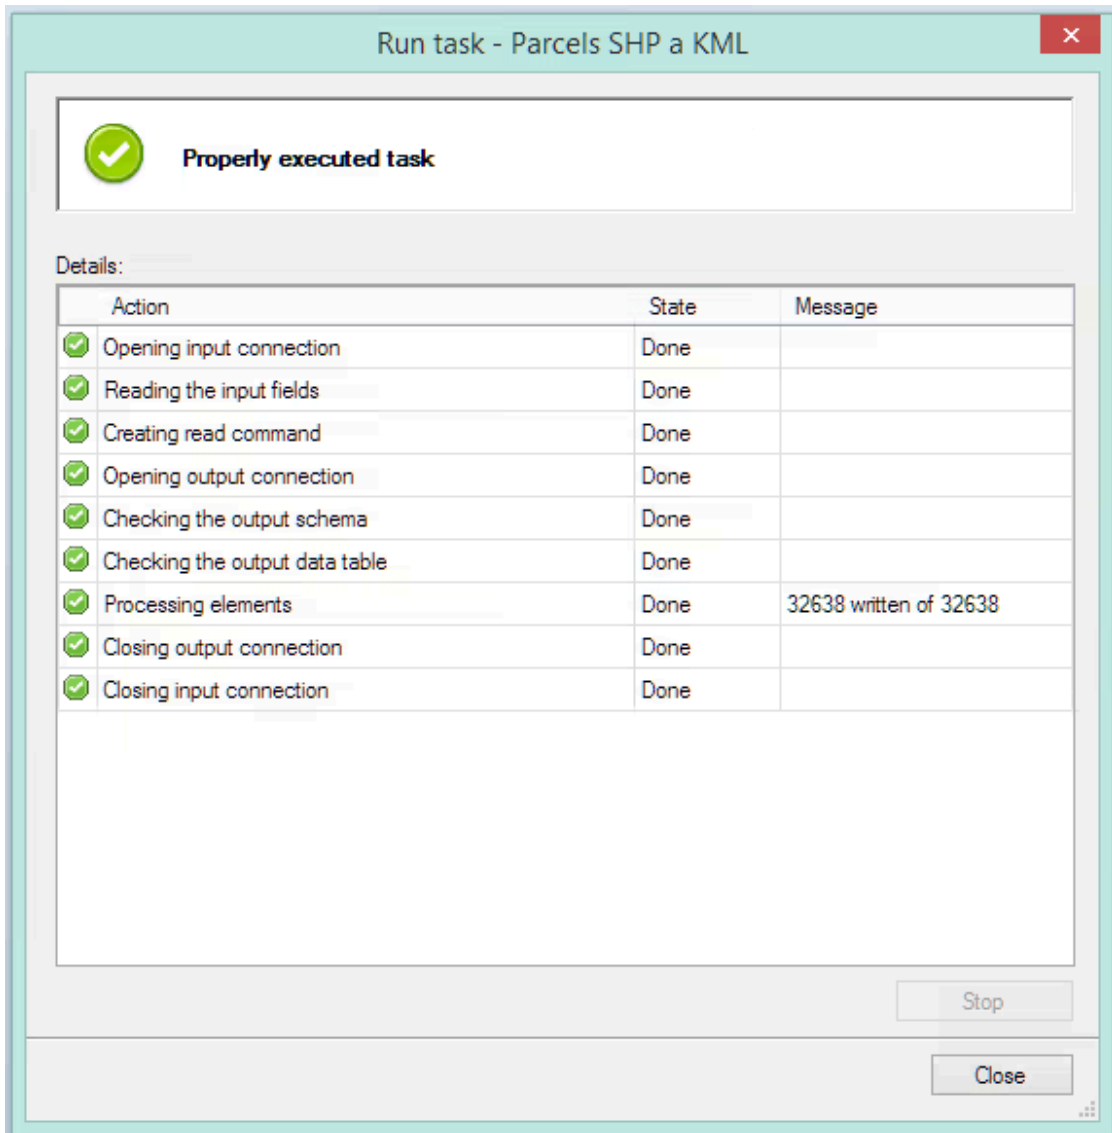 Run task - Parcels SHP a KML
Properly executed task
Details:
Action State Message
Opening input connection Done
Reading the input fields Done
Creating read command Done
Opening output connection Done
Checking the output schema Done
Checking the output data table Done
Processing elements Done 32638 written of 32638
Closing output connection Done
Closing input connection Done
Stop
Close